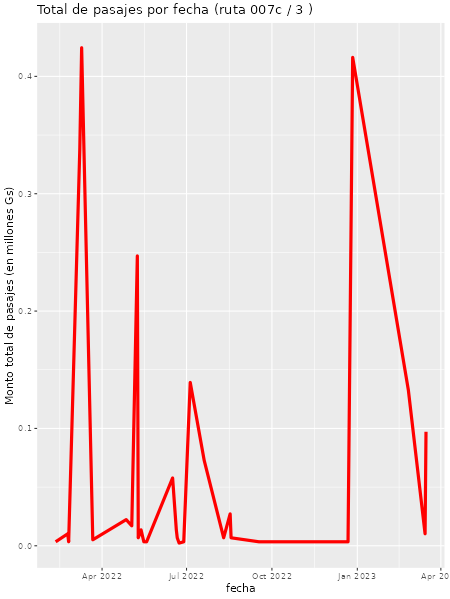 Total de pasajes por fecha (ruta 007c / 3 )
Monto total de pasajes (en millones Gs)
0.4
0.3
0.2
0.1
0.0
Apr 2022
Jul 2022
Oct 2022
Jan 2023
Apr 20
fecha